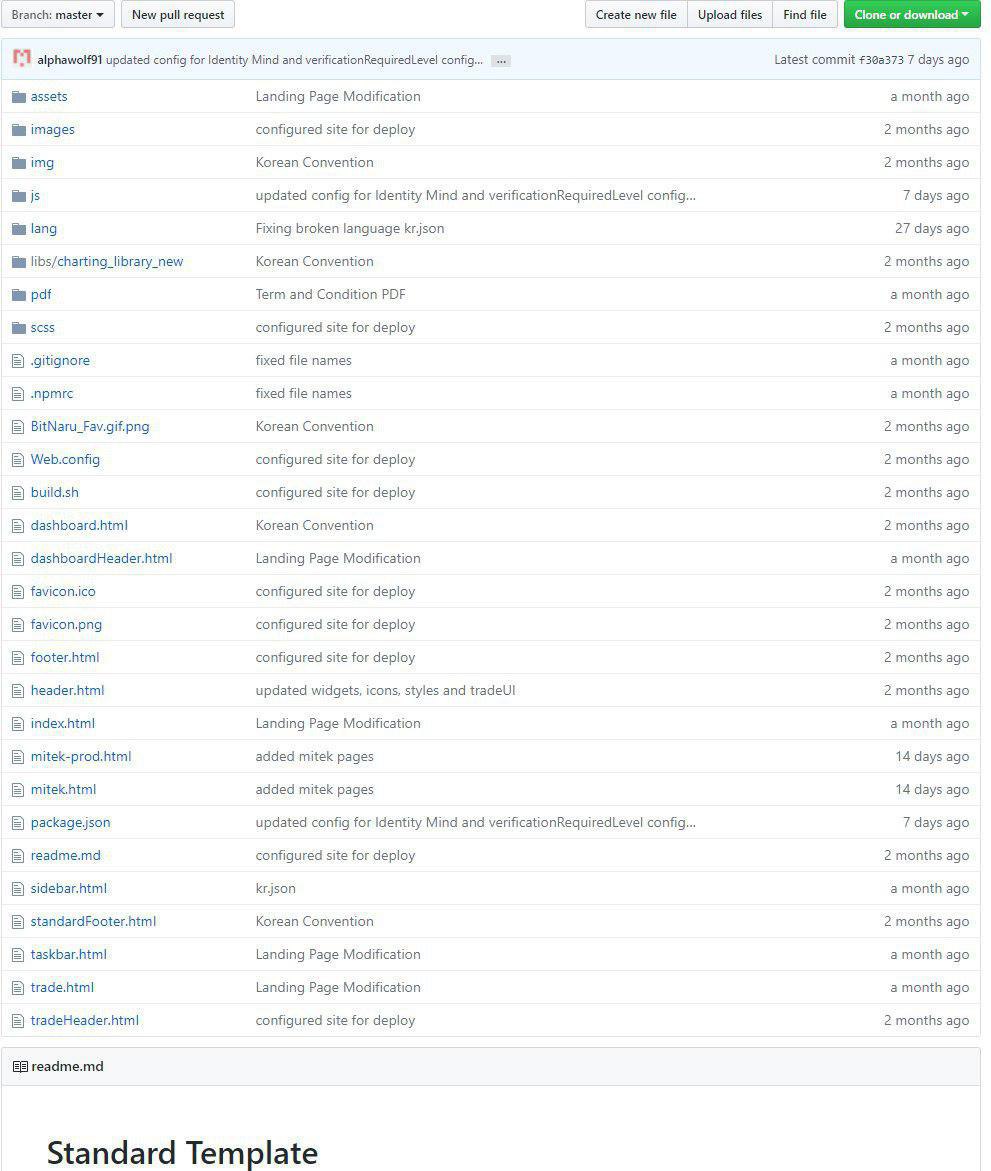 Branch: master New pull request Create new file Upload files Find file Clone or download
alphawolf91 updated config for Identity Mind and verificationRequiredLevel config... ... Latest commit f30a373 7 days ago
assets Landing Page Modification a month ago
images configured site for deploy 2 months ago
img Korean Convention 2 months ago
js updated config for Identity Mind and verificationRequiredLevel config... 7 days ago
lang Fixing broken language kr.json 27 days ago
libs/charting_library_new Korean Convention 2 months ago
pdf Term and Condition PDF a month ago
scss configured site for deploy 2 months ago
.gitignore fixed file names a month ago
.npmrc fixed file names a month ago
BitNaru_Fav.gif.png Korean Convention 2 months ago
Web.config configured site for deploy 2 months ago
build.sh configured site for deploy 2 months ago
dashboard.html Korean Convention 2 months ago
dashboardHeader.html Landing Page Modification a month ago
favicon.ico configured site for deploy 2 months ago
favicon.png configured site for deploy 2 months ago
footer.html configured site for deploy 2 months ago
header.html updated widgets, icons, styles and tradeUI 2 months ago
index.html Landing Page Modification a month ago
mitek-prod.html added mitek pages 14 days ago
mitek.html added mitek pages 14 days ago
package.json updated config for Identity Mind and verificationRequiredLevel config... 7 days ago
readme.md configured site for deploy 2 months ago
sidebar.html kr.json a month ago
standardFooter.html Korean Convention 2 months ago
taskbar.html Landing Page Modification a month ago
trade.html Landing Page Modification a month ago
tradeHeader.html configured site for deploy 2 months ago
readme.md
Standard Template